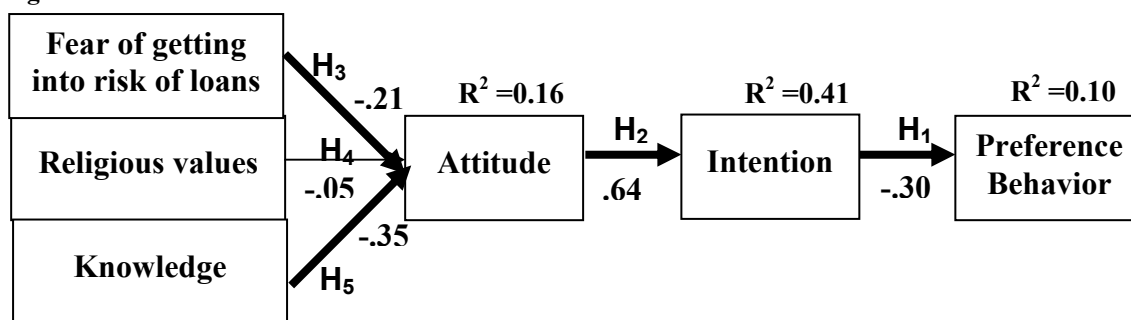 Fear of getting
into risk of loans
Religious values
Knowledge
H3
-.21
H4
-.05
-.35
H5
R2 =0.16
Attitude
H2
.64
R2 =0.41
Intention
H1
-.30
R2 =0.10
Preference
Behavior